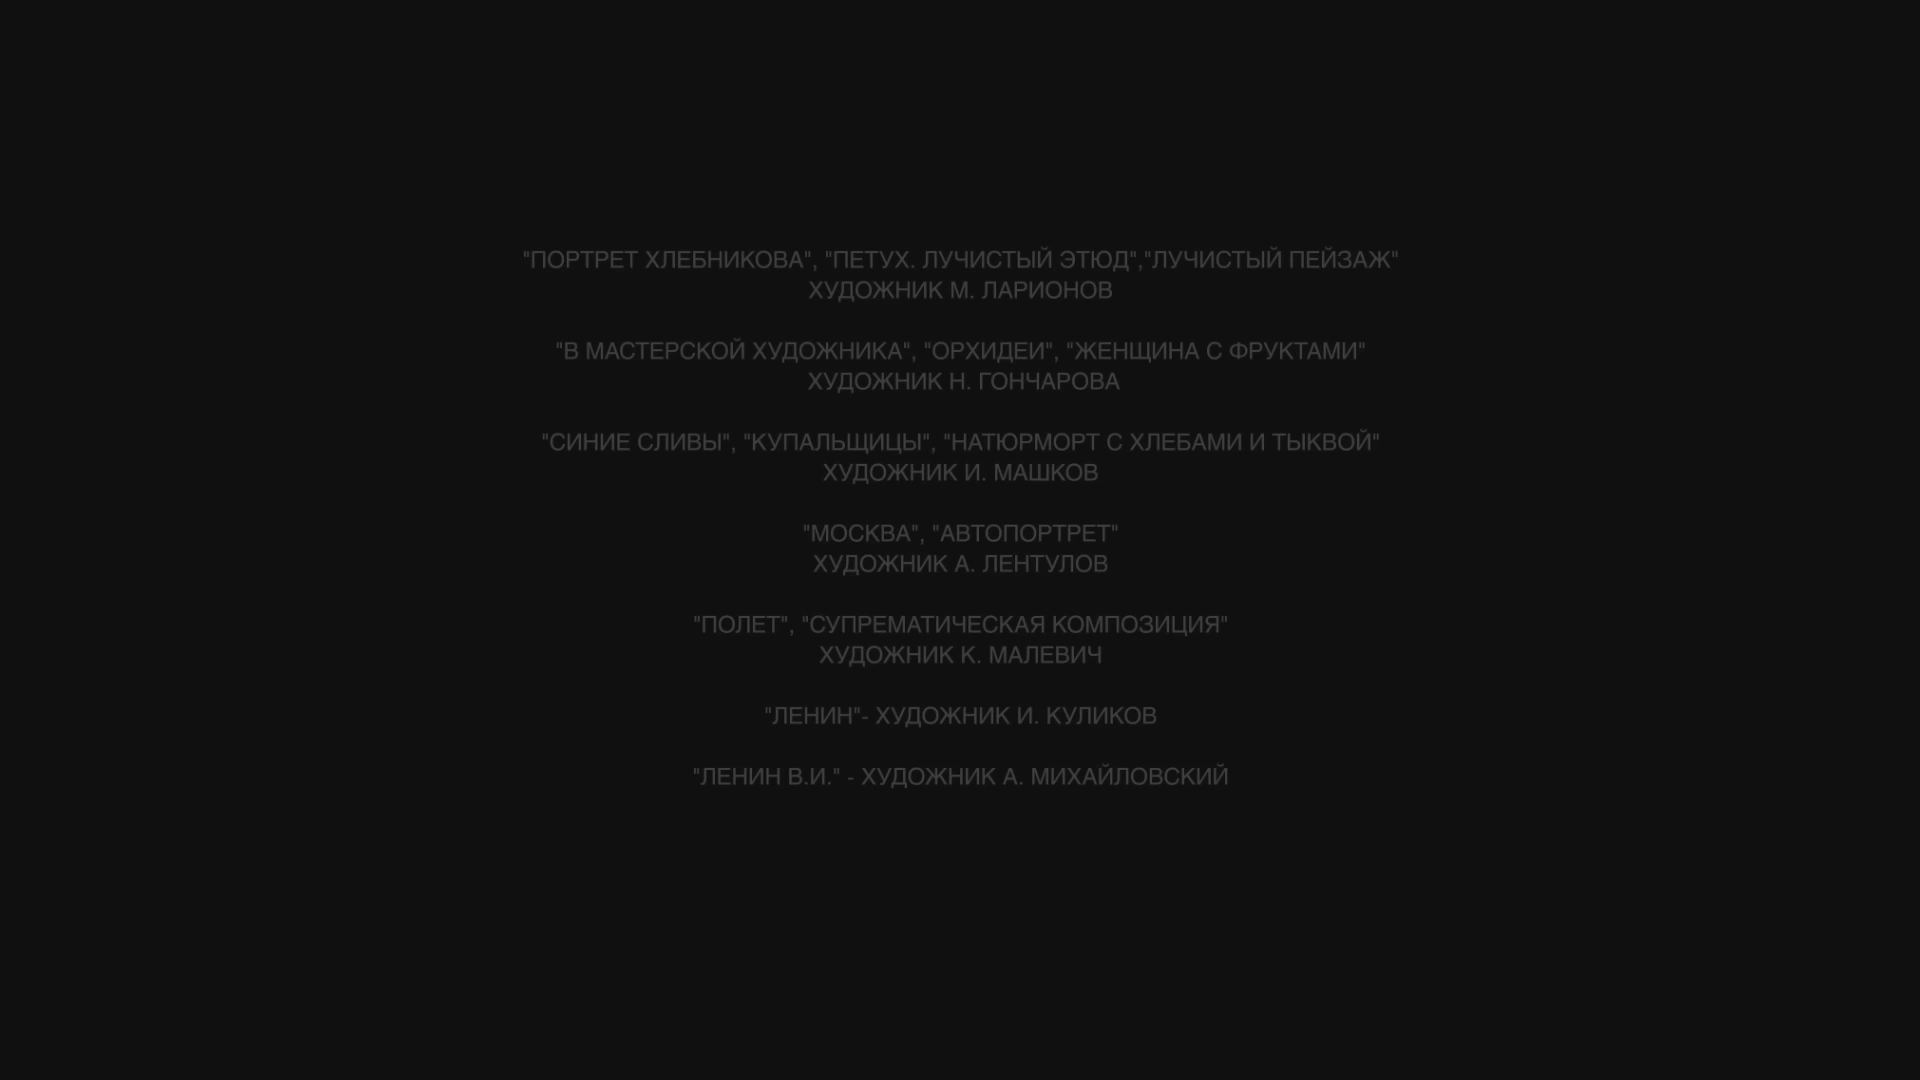 "ПОРТРЕТ ХЛЕБНИКОВА", "ПЕТУХ. ЛУЧИСТЫЙ ЭТЮД","ЛУЧИСТЫЙ ПЕЙЗАЖ"
ХУДОЖНИК М. ЛАРИОНОВ
"В МАСТЕРСКОЙ ХУДОЖНИКА", "ОРХИДЕИ", "ЖЕНЩИНА С ФРУКТАМИ"
ХУДОЖНИК Н. ГОНЧАРОВА
"СИНИЕ СЛИВЫ", "КУПАЛЬЩИЦЫ", "НАТЮРМОРТ С ХЛЕБАМИ И ТЫКВОЙ"
ХУДОЖНИК И. МАШКОВ
"МОСКВА", "АВТОПОРТРЕТ"
ХУДОЖНИК А. ЛЕНТУЛОВ
"ПОЛЕТ", "СУПРЕМАТИЧЕСКАЯ КОМПОЗИЦИЯ"
ХУДОЖНИК К. МАЛЕВИЧ
"ЛЕНИН"- ХУДОЖНИК И. КУЛИКОВ
"ЛЕНИН В.И." - ХУДОЖНИК А. МИХАЙЛОВСКИЙ